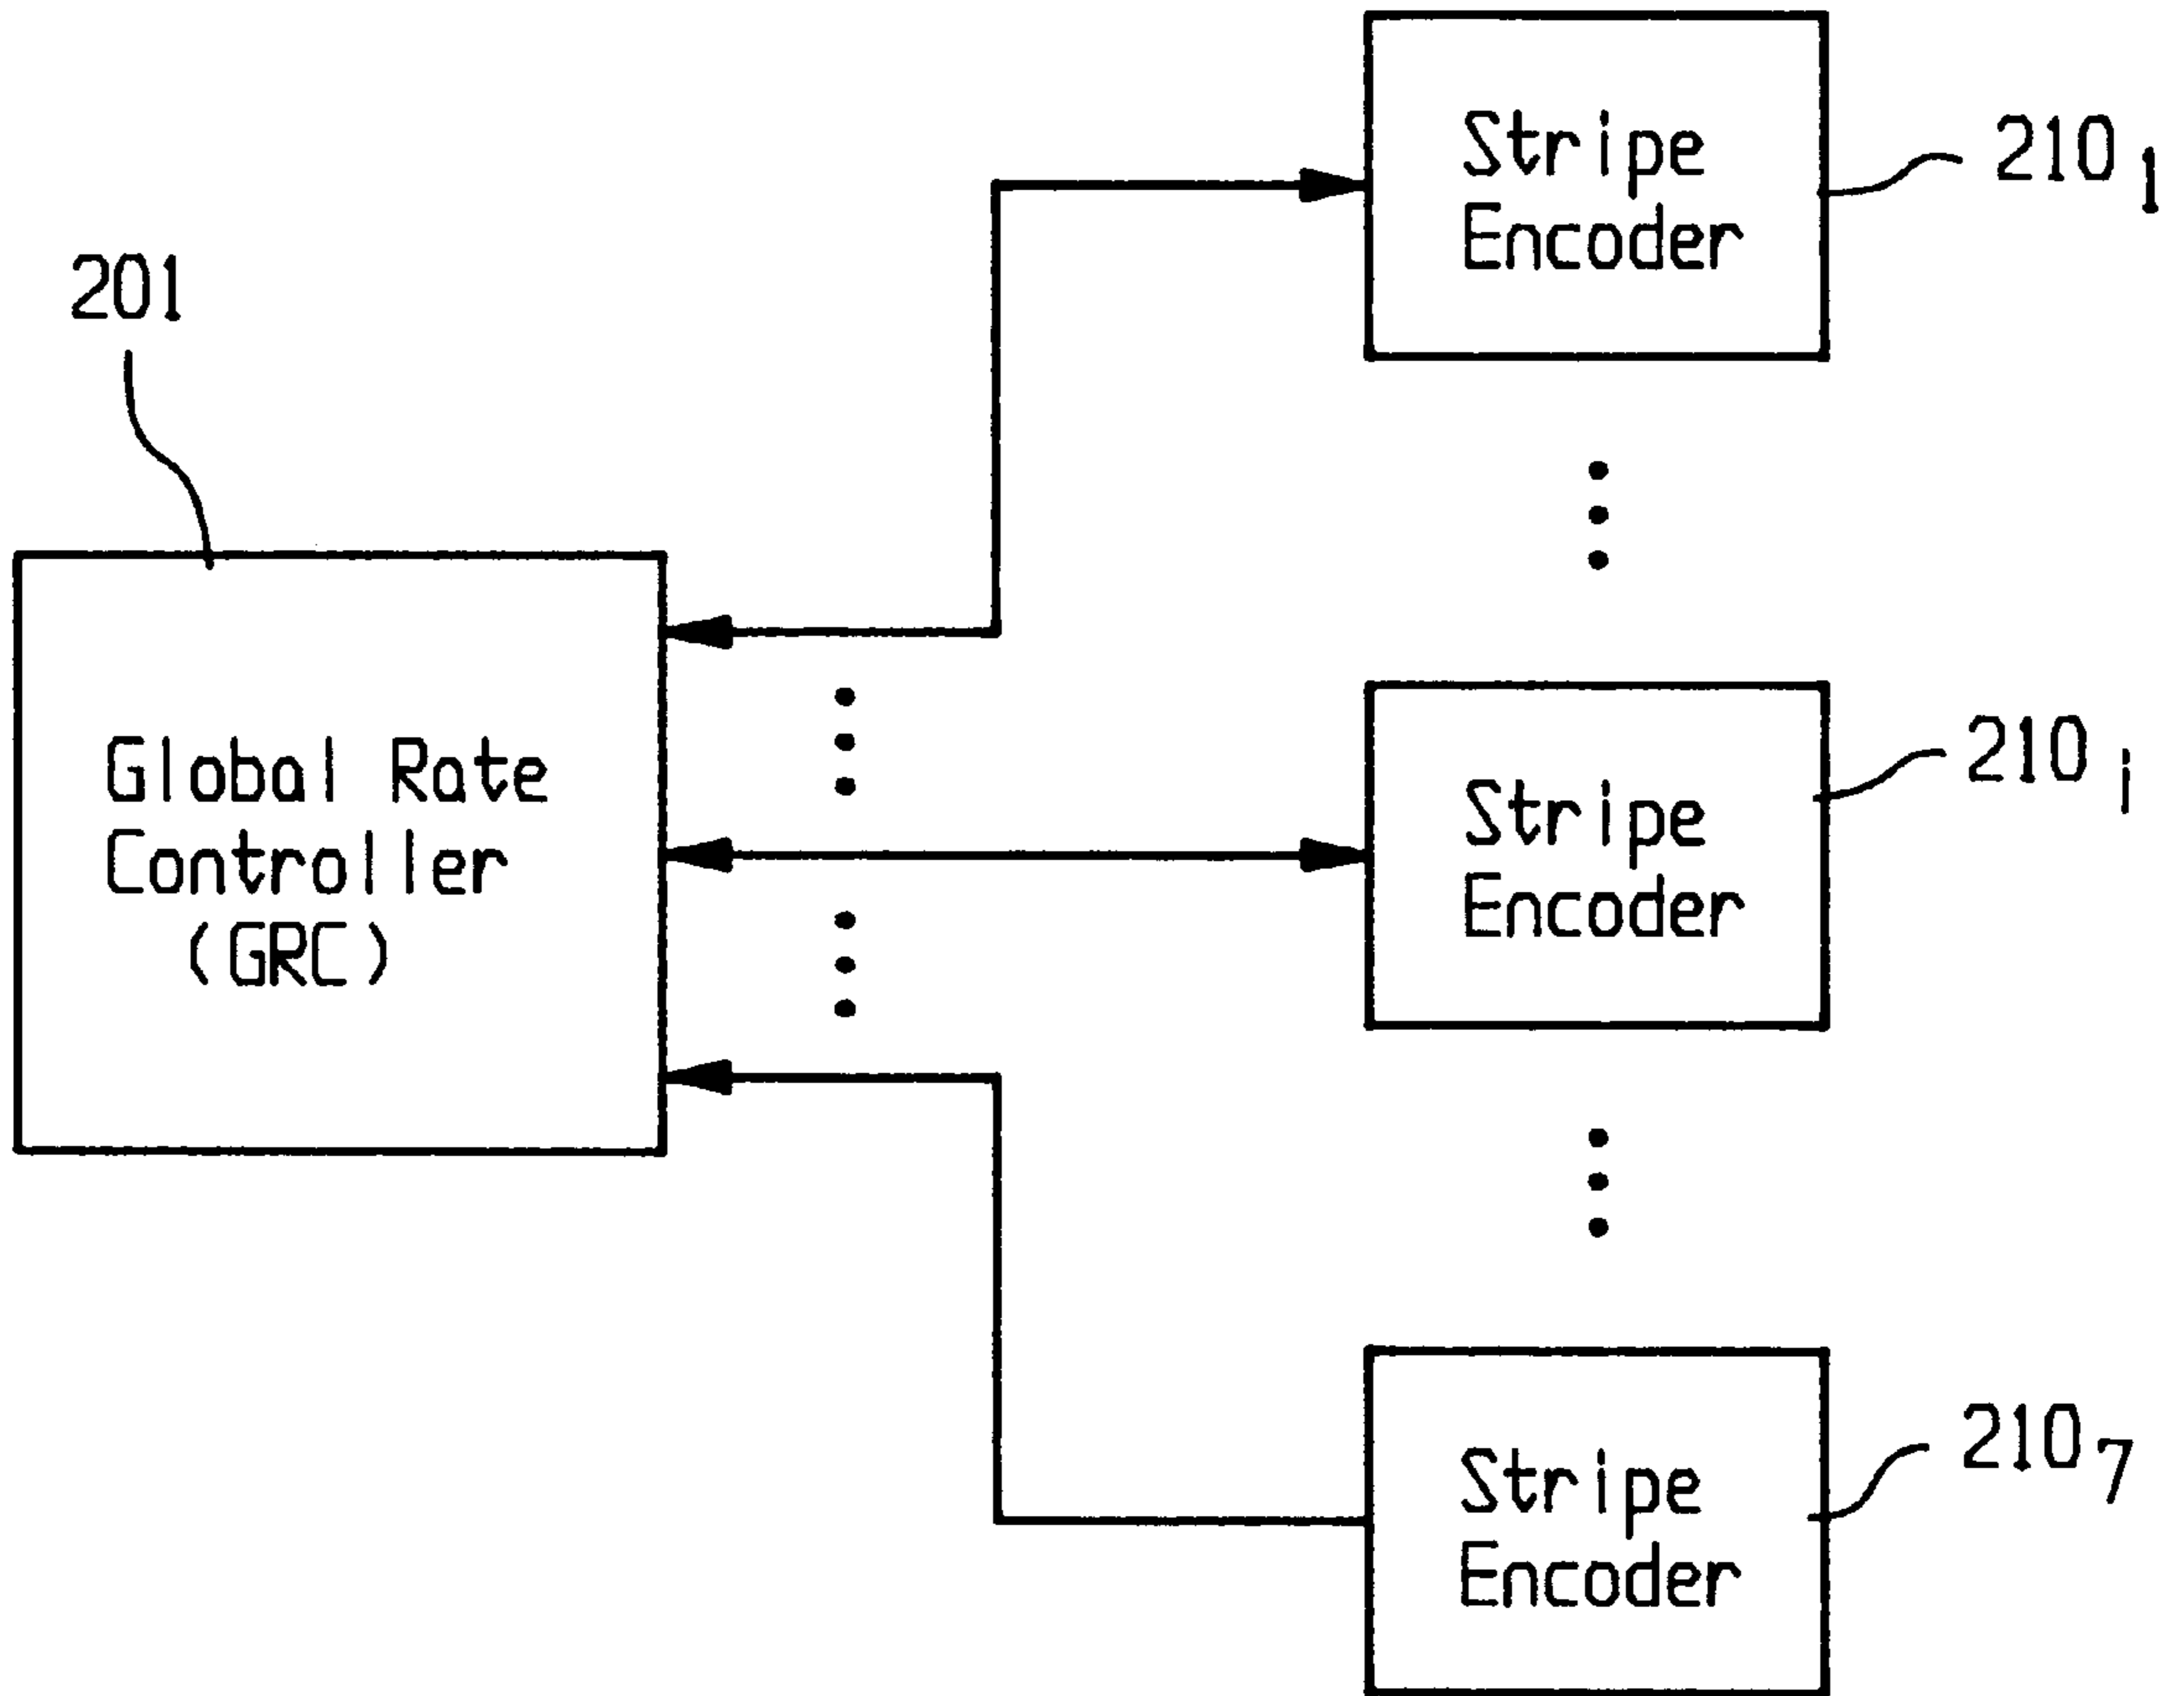 Stripe
Encoder
210 1
201
Global Rate
Controller
(GRC)
Stripe
Encoder
210 i
Stripe
Encoder
210 7